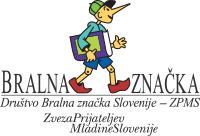 BRALNA ZNAČKA
Društvo Bralna značka Slovenije – ZPMS
ZvezaPrijateljev
MladineSlovenije